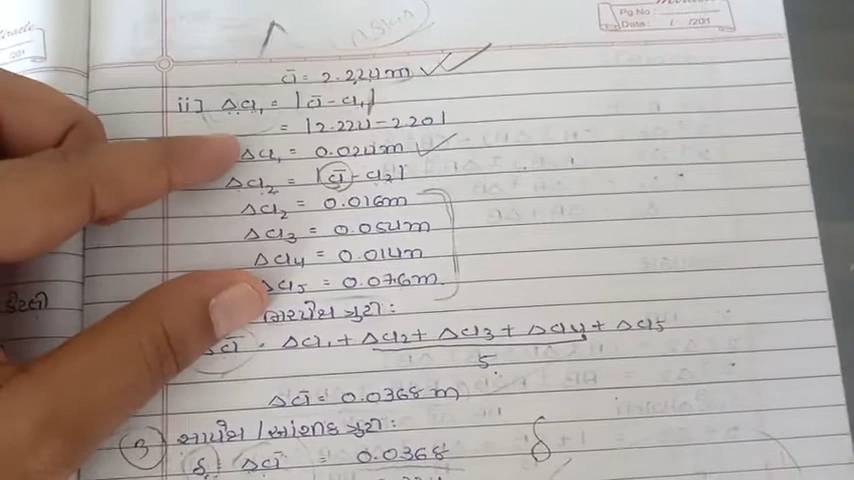 Pg No:
Date: / /201
ā = 2.224m
ii] Δa₁ = |ā - a₁|
= |2.224 - 2.20|
Δa₁ = 0.024m
Δa₂ = |ā - a₂|
Δa₂ = 0.016m
Δa₃ = 0.054m
Δa₄ = 0.014m
Δa₅ = 0.076m
ત્રુટી:
Δā = Δa₁ + Δa₂ + Δa₃ + Δa₄ + Δa₅
5
Δā = 0.0368 m
3 સાપેક્ષ / આંશિક ત્રુટી: δ
δ Δā = 0.0368